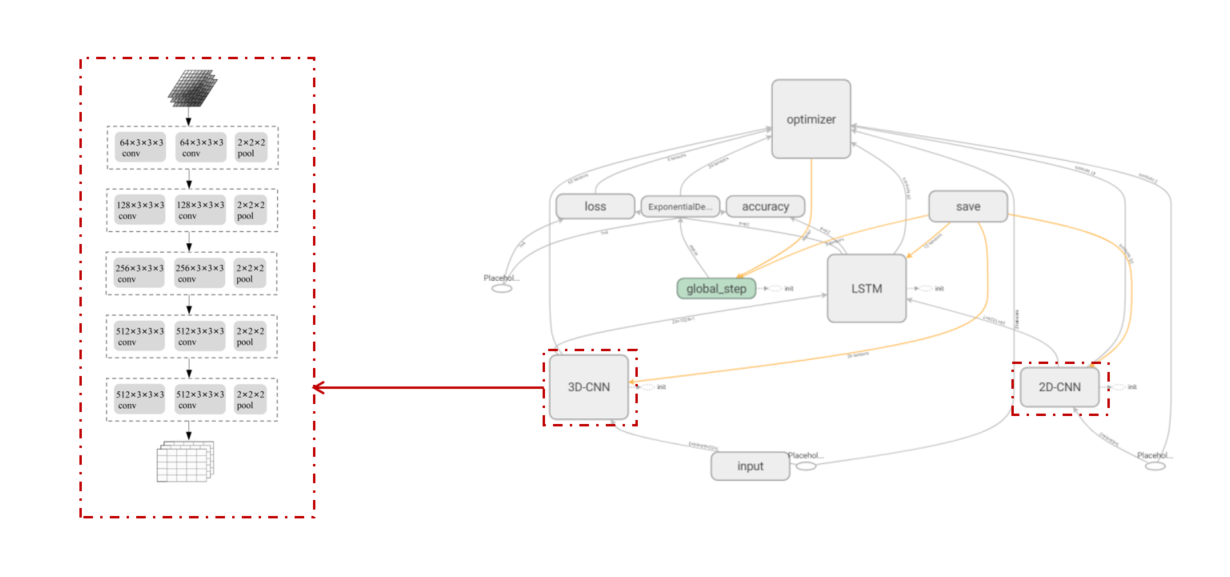 64×3×3×3 conv
64×3×3×3 conv
2×2×2 pool
128×3×3×3 conv
128×3×3×3 conv
2×2×2 pool
256×3×3×3 conv
256×3×3×3 conv
2×2×2 pool
512×3×3×3 conv
512×3×3×3 conv
2×2×2 pool
512×3×3×3 conv
512×3×3×3 conv
2×2×2 pool
optimizer
loss
ExponentialDe...
accuracy
save
Placehol...
global_step
init
LSTM
init
3D-CNN
init
2D-CNN
init
input
Placehol...
Placehol...